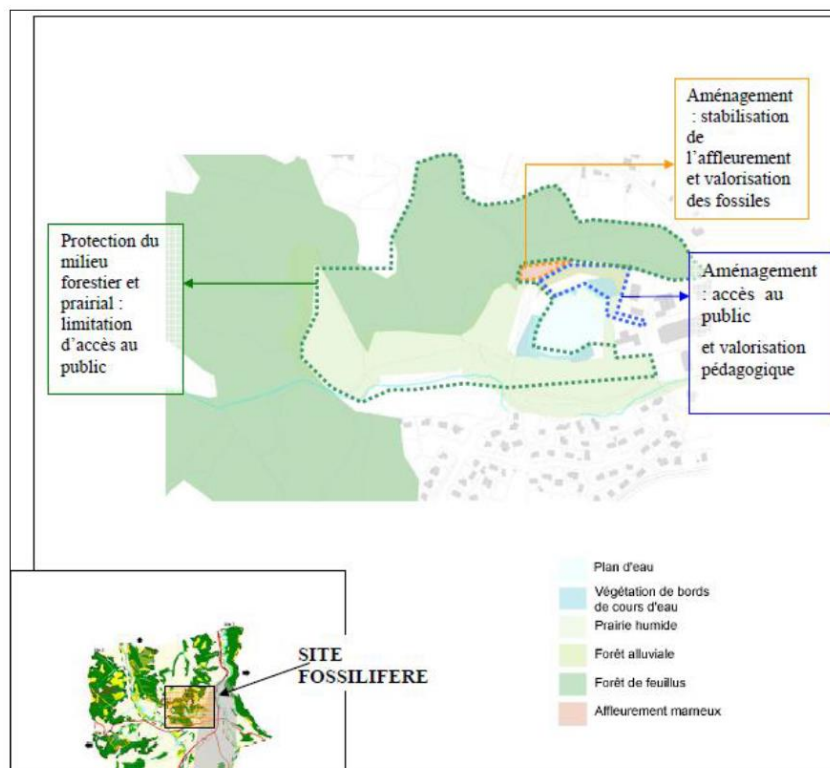 Aménagement
: stabilisation
de
l'affleurement
et valorisation
des fossiles
Protection du
milieu
forestier et
prairial :
limitation
d'accès au
public
Aménagement
: accès au
public
et valorisation
pédagogique
Plan d'eau
Végétation de bords
de cours d'eau
Prairie humide
Forêt alluviale
Forêt de feuillus
Affleurement marneux
SITE
FOSSILIFERE